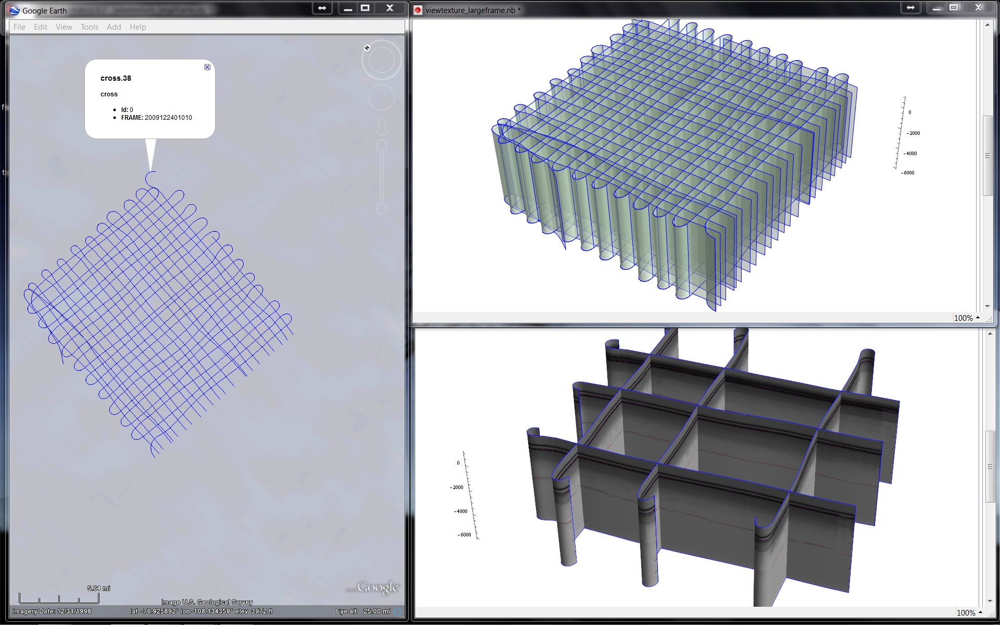 Google Earth
File Edit View Tools Add Help
N
cross.38
cross
Id: 0
FRAME: 2009122401010
5.64 mi
Google
Image U.S. Geological Survey
Imagery Date: 12/31/1998 lat -76.925892° lon -108.134359° elev 3972 ft Eye alt 25.00 mi
viewtexture_largeframe.nb *
0
-2000
-4000
-6000
100%
0
-2000
-4000
-6000
100%
f
t